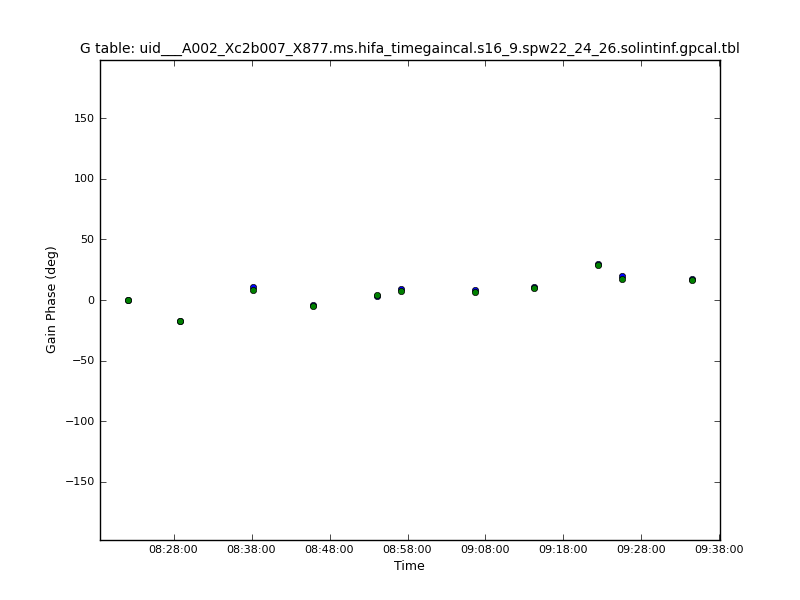 G table: uid___A002_Xc2b007_X877.ms.hifa_timegaincal.s16_9.spw22_24_26.solintinf.gpcal.tbl
150
100
50
0
−50
−100
−150
Gain Phase (deg)
08:28:00 08:38:00 08:48:00 08:58:00 09:08:00 09:18:00 09:28:00 09:38:00
Time